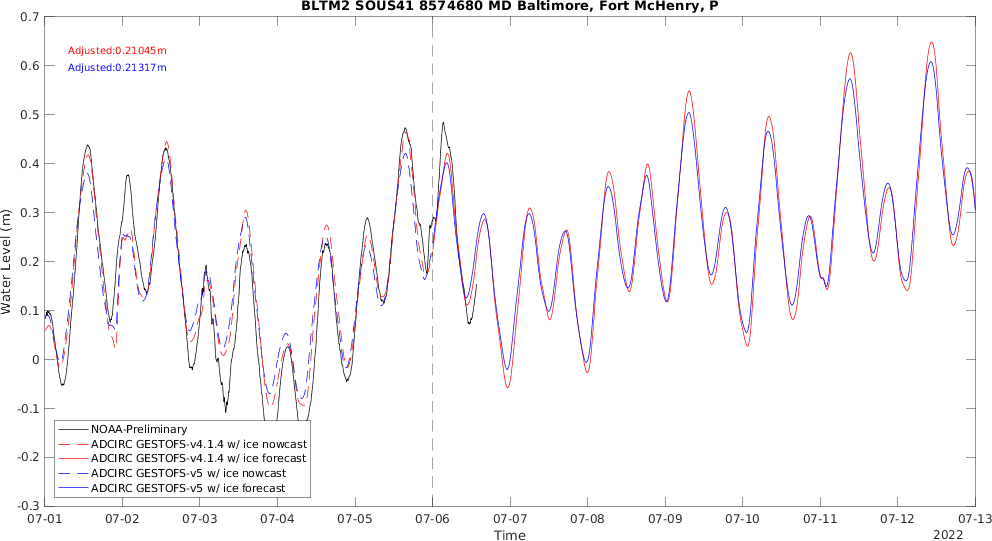 BLTM2 SOUS41 8574680 MD Baltimore, Fort McHenry, P
Adjusted:0.21045m
Adjusted:0.21317m
0.7
0.6
0.5
0.4
0.3
0.2
0.1
0
-0.1
-0.2
-0.3
Water Level (m)
NOAA-Preliminary
ADCIRC GESTOFS-v4.1.4 w/ ice nowcast
ADCIRC GESTOFS-v4.1.4 w/ ice forecast
ADCIRC GESTOFS-v5 w/ ice nowcast
ADCIRC GESTOFS-v5 w/ ice forecast
07-01 07-02 07-03 07-04 07-05 07-06 07-07 07-08 07-09 07-10 07-11 07-12 07-13
Time
2022